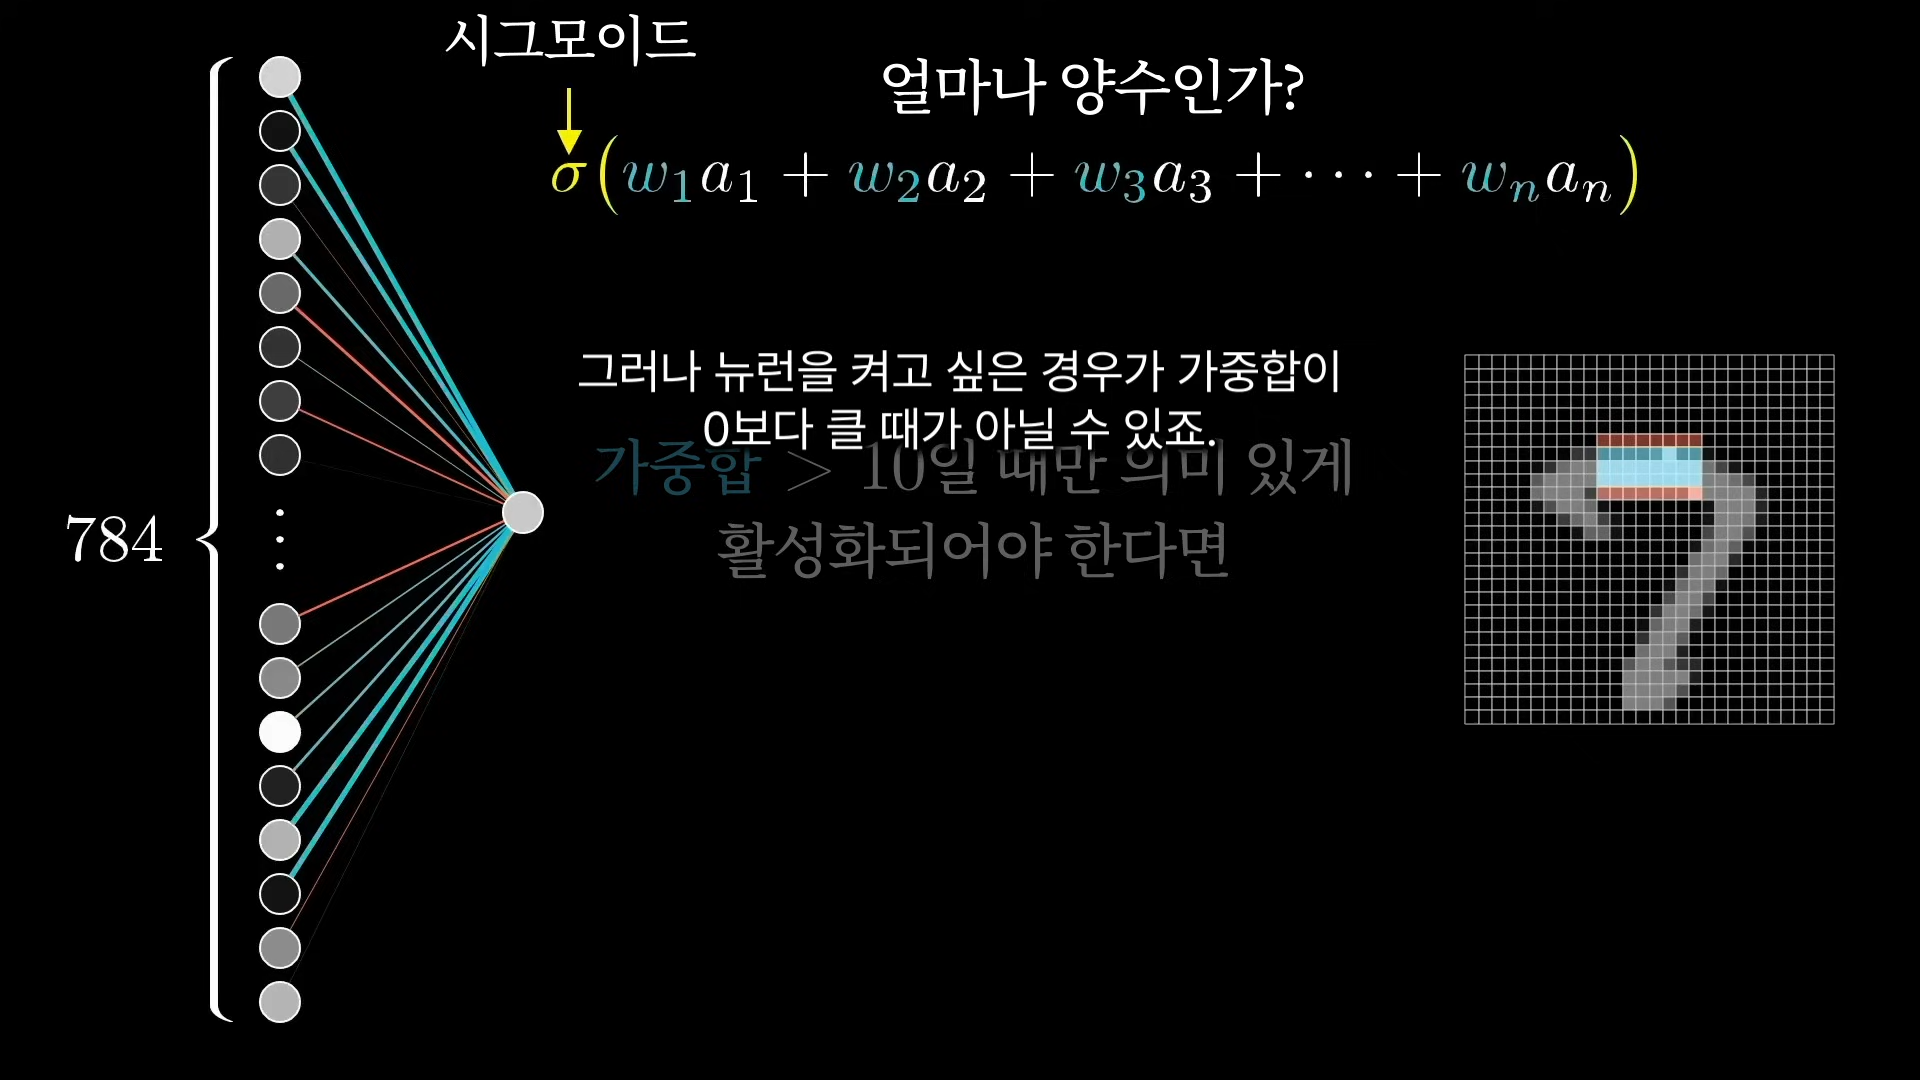 시그모이드
얼마나 양수인가?
σ(w₁a₁ + w₂a₂ + w₃a₃ + ⋯ + wₙaₙ)
그러나 뉴런을 켜고 싶은 경우가 가중합이
0보다 클 때가 아닐 수 있죠.
가중합 > 10일 때만 의미 있게
활성화되어야 한다면
784